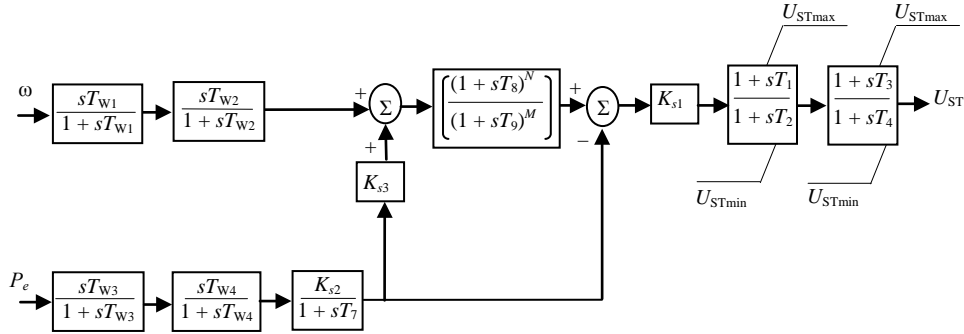 U_STmax
U_STmax
ω
sT_W1
1 + sT_W1
sT_W2
1 + sT_W2
+
Σ
(1 + sT_8)^N
(1 + sT_9)^M
+
Σ
−
K_s1
1 + sT_1
1 + sT_2
1 + sT_3
1 + sT_4
U_ST
+
K_s3
U_STmin
U_STmin
P_e
sT_W3
1 + sT_W3
sT_W4
1 + sT_W4
K_s2
1 + sT_7